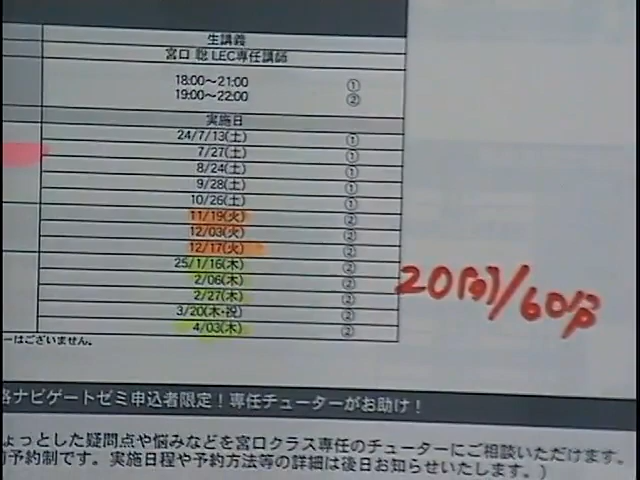 生講義
宮口 聡 LEC専任講師
18:00～21:00 ①
19:00～22:00 ②
実施日
24/7/13(土) ①
7/27(土) ①
8/24(土) ①
9/28(土) ①
10/26(土) ①
11/19(火) ②
12/03(火) ②
12/17(火) ②
25/1/16(木) ②
2/06(木) ②
2/27(木) ②
3/20(木・祝) ②
4/03(木) ②
20問/60分
ーはございません。
ナビゲートゼミ申込者限定！専任チューターがお助け！
ょっとした疑問点や悩みなどを宮口クラス専任のチューターにご相談いただけます。
予約制です。実施日程や予約方法等の詳細は後日お知らせいたします。)